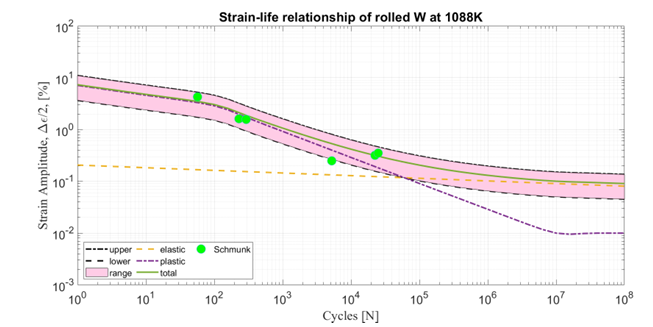 Strain-life relationship of rolled W at 1088K
Strain Amplitude, Δ ϵ/2, [%]
10^2
10^1
10^0
10^-1
10^-2
10^-3
upper elastic Schmunk
lower plastic
range total
10^0 10^1 10^2 10^3 10^4 10^5 10^6 10^7 10^8
Cycles [N]